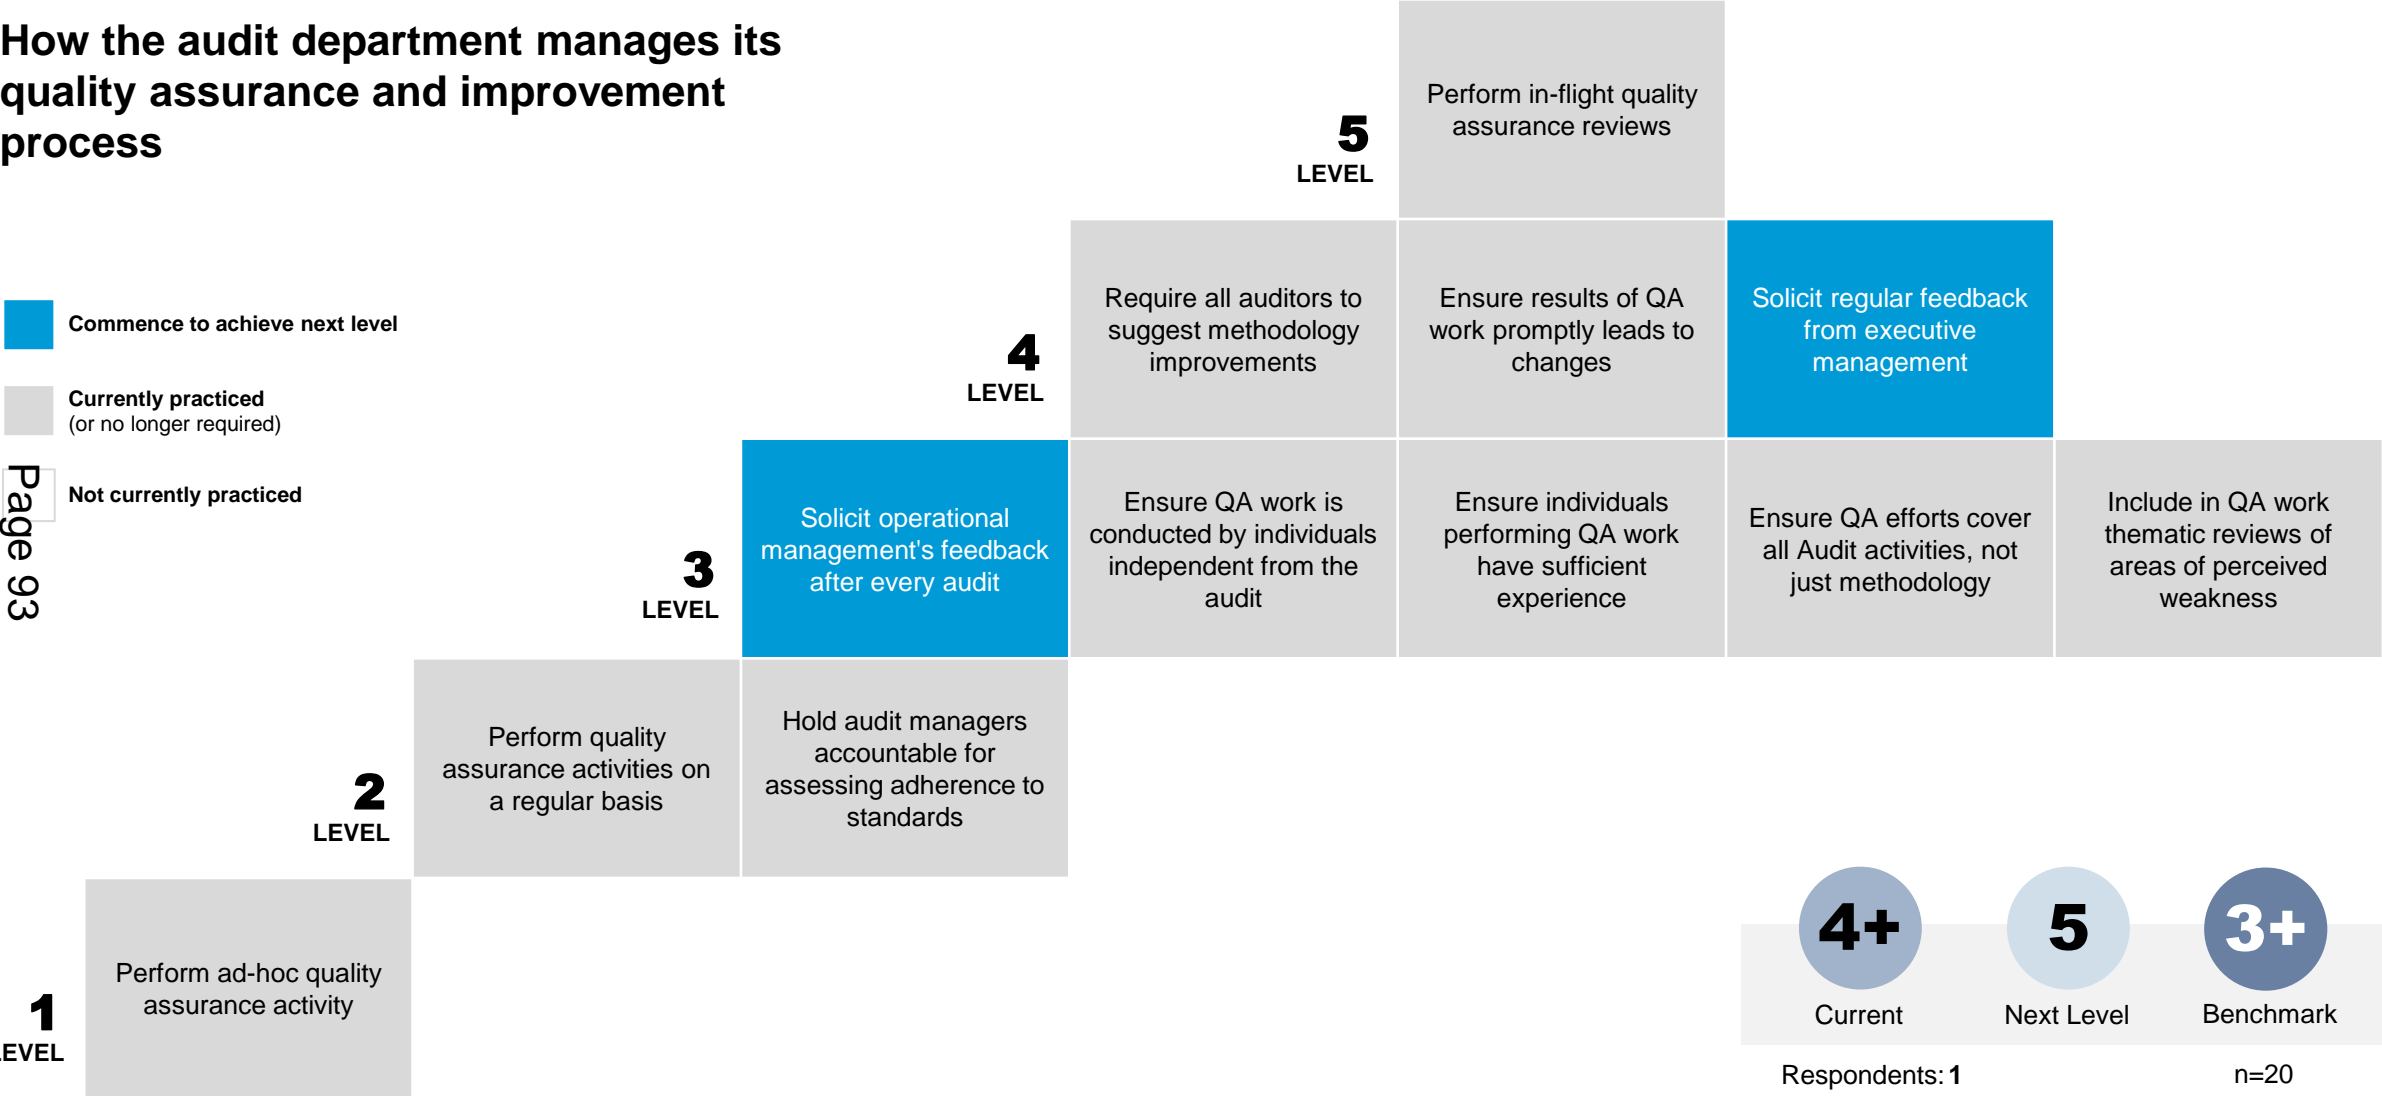 How the audit department manages its
quality assurance and improvement
process
Commence to achieve next level
Currently practiced
(or no longer required)
Not currently practiced
Page 93
5
LEVEL
Perform in-flight quality
assurance reviews
4
LEVEL
Require all auditors to
suggest methodology
improvements
Ensure results of QA
work promptly leads to
changes
Solicit regular feedback
from executive
management
3
LEVEL
Solicit operational
management's feedback
after every audit
Ensure QA work is
conducted by individuals
independent from the
audit
Ensure individuals
performing QA work
have sufficient
experience
Ensure QA efforts cover
all Audit activities, not
just methodology
Include in QA work
thematic reviews of
areas of perceived
weakness
2
LEVEL
Perform quality
assurance activities on
a regular basis
Hold audit managers
accountable for
assessing adherence to
standards
1
LEVEL
Perform ad-hoc quality
assurance activity
4+
Current
5
Next Level
3+
Benchmark
Respondents: 1
n=20